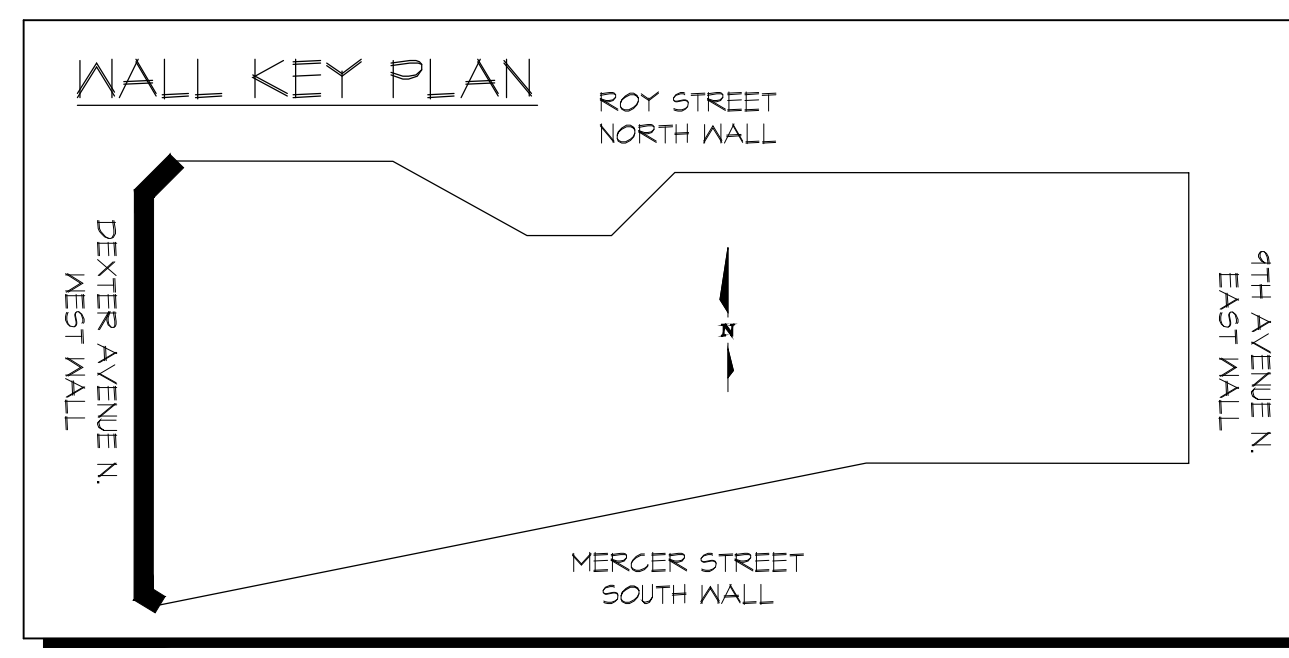 WALL KEY PLAN
ROY STREET
NORTH WALL
DEXTER AVENUE N.
WEST WALL
N
9TH AVENUE N.
EAST WALL
MERCER STREET
SOUTH WALL